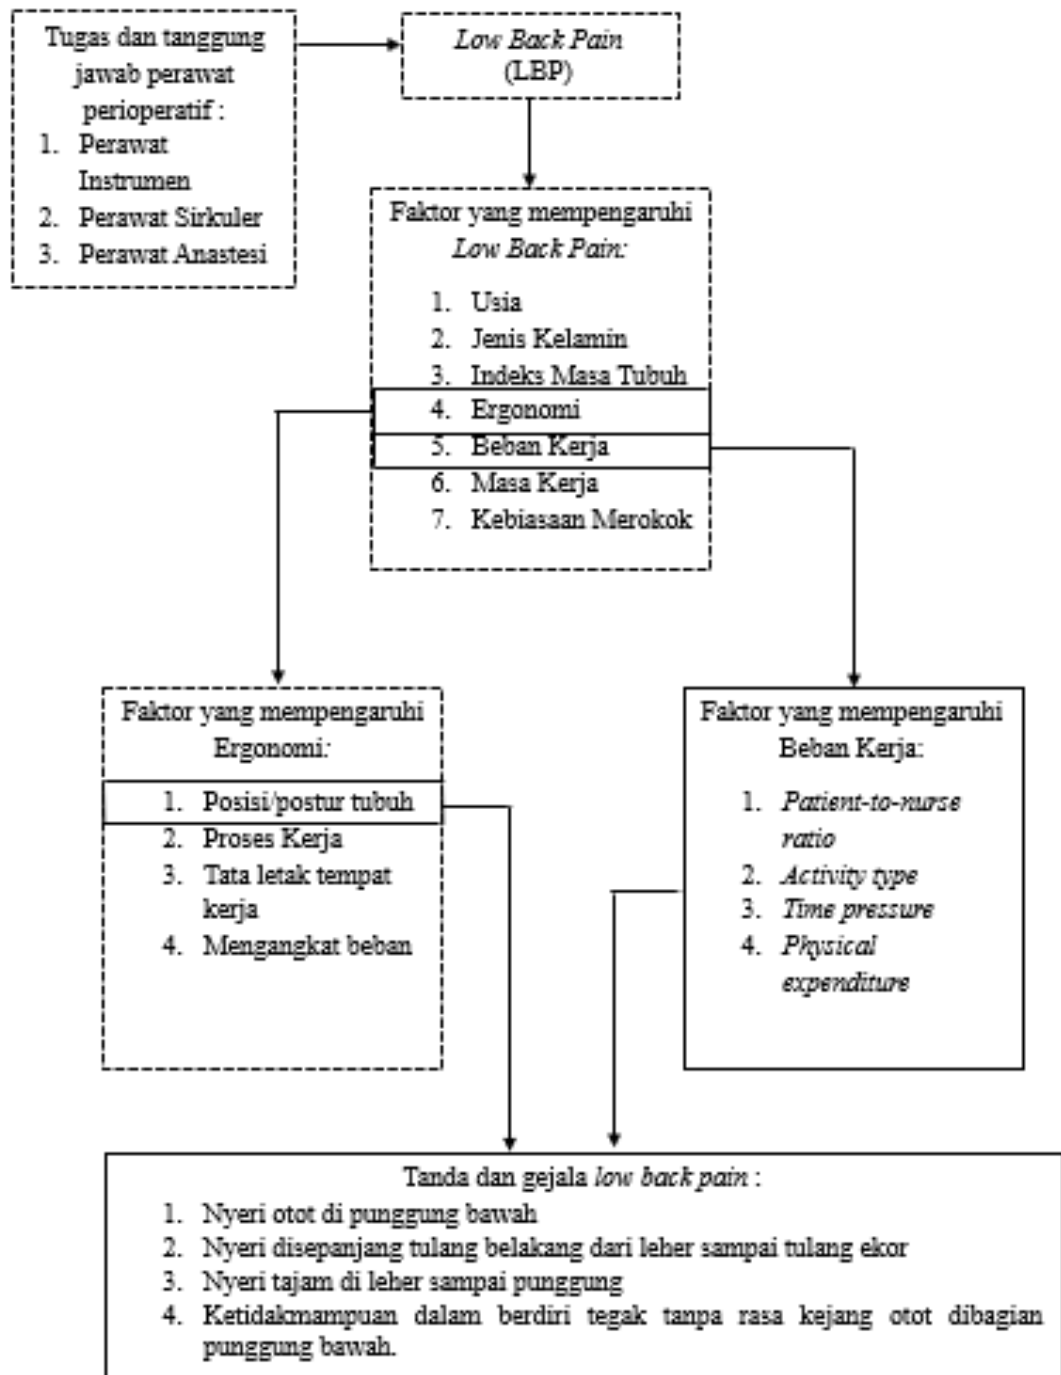 Tugas dan tanggung
jawab perawat
perioperatif :
1. Perawat
Instrumen
2. Perawat Sirkuler
3. Perawat Anastesi
Low Back Pain
(LBP)
Faktor yang mempengaruhi
Low Back Pain:
1. Usia
2. Jenis Kelamin
3. Indeks Masa Tubuh
4. Ergonomi
5. Beban Kerja
6. Masa Kerja
7. Kebiasaan Merokok
Faktor yang mempengaruhi
Ergonomi:
1. Posisi/postur tubuh
2. Proses Kerja
3. Tata letak tempat
kerja
4. Mengangkat beban
Faktor yang mempengaruhi
Beban Kerja:
1. Patient-to-nurse
ratio
2. Activity type
3. Time pressure
4. Physical
expenditure
Tanda dan gejala low back pain :
1. Nyeri otot di punggung bawah
2. Nyeri disepanjang tulang belakang dari leher sampai tulang ekor
3. Nyeri tajam di leher sampai punggung
4. Ketidakmampuan dalam berdiri tegak tanpa rasa kejang otot dibagian
punggung bawah.